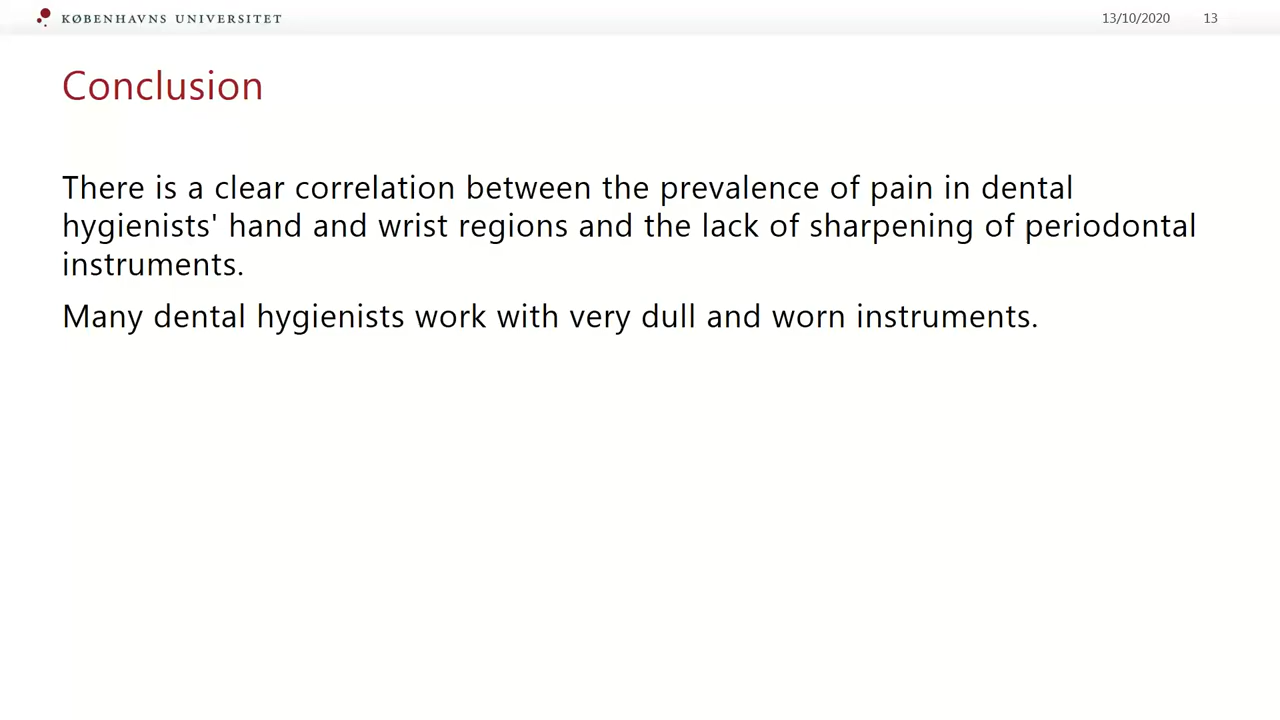 KØBENHAVNS UNIVERSITET
13/10/2020 13
Conclusion
There is a clear correlation between the prevalence of pain in dental
hygienists' hand and wrist regions and the lack of sharpening of periodontal
instruments.
Many dental hygienists work with very dull and worn instruments.